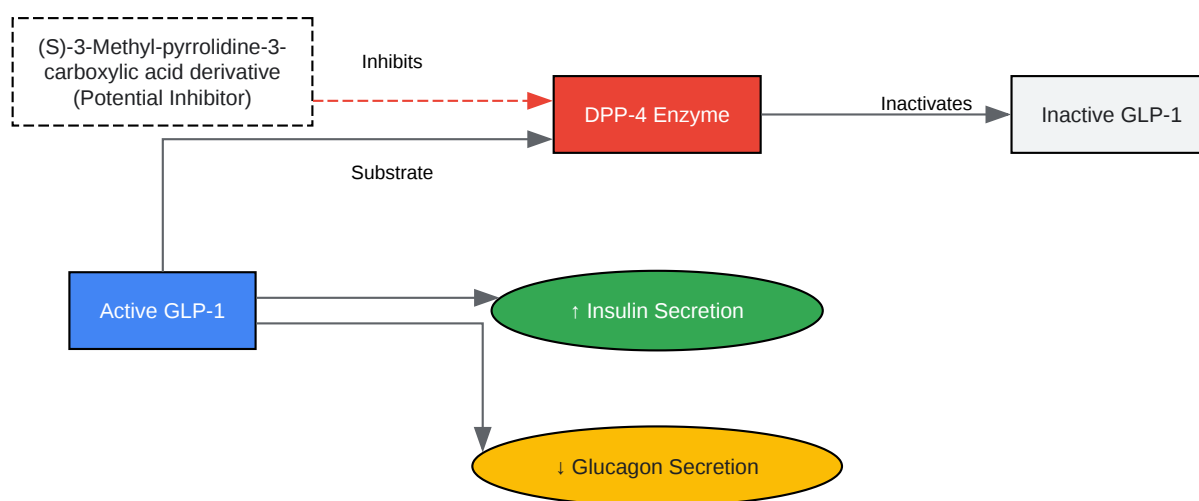 (S)-3-Methyl-pyrrolidine-3-
carboxylic acid derivative
(Potential Inhibitor)
Inhibits
DPP-4 Enzyme
Inactivates
Inactive GLP-1
Substrate
Active GLP-1
↑ Insulin Secretion
↓ Glucagon Secretion